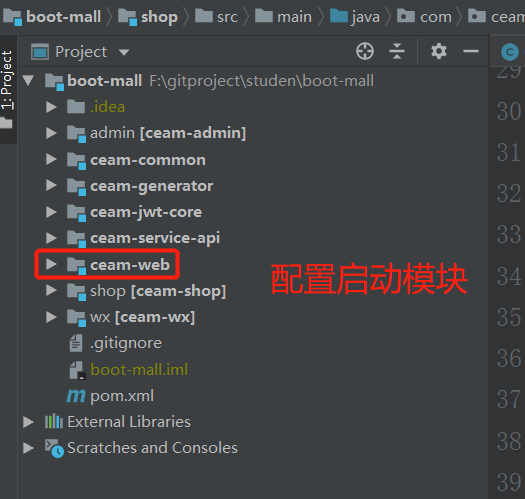 boot-mall shop src main java com ceam
1: Project
Project
boot-mall F:\gitproject\studen\boot-mall
.idea
admin [ceam-admin]
ceam-common
ceam-generator
ceam-jwt-core
ceam-service-api
ceam-web
配置启动模块
shop [ceam-shop]
wx [ceam-wx]
.gitignore
boot-mall.iml
pom.xml
External Libraries
Scratches and Consoles
C
29
30
31
32
33
34
35
36
37
38
39